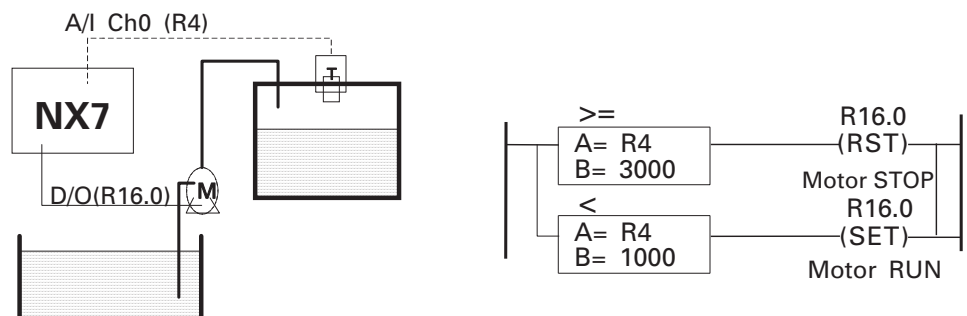 A/I Ch0 (R4)
T
NX7
M
D/O(R16.0)
>=
A= R4
B= 3000
R16.0
(RST)
Motor STOP
<
A= R4
B= 1000
R16.0
(SET)
Motor RUN